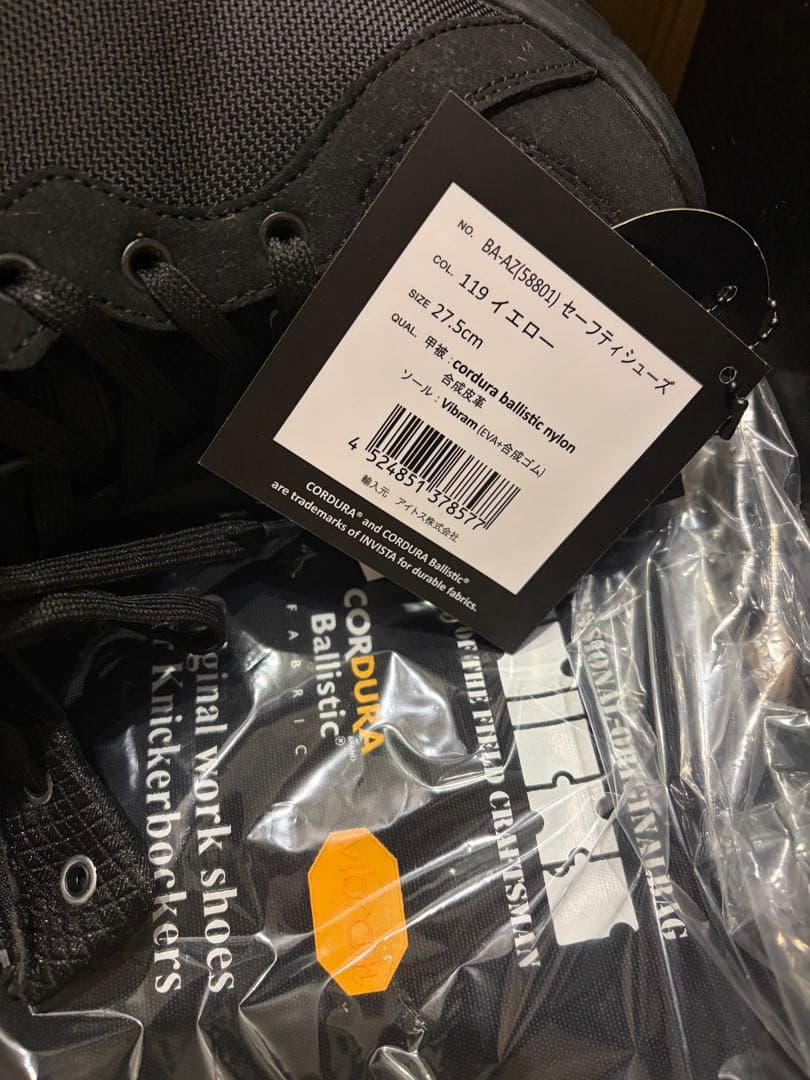 NO. BA-AZ(58801) セーフティシューズ
COL. 119 イエロー
SIZE 27.5cm
QUAL. 甲被：cordura ballistic nylon
合成皮革
ソール：Vibram(EVA+合成ゴム)
4 524851 378577
輸入元 アイトス株式会社
CORDURA® and CORDURA Ballistic®
are trademarks of INVISTA for durable fabrics.
CORDURA
Ballistic®
FABRIC
ginal work shoes
Knickerbockers
vibram
OF THE FIELD CRAFTSMAN
SIONAL ORIGINAL BAG